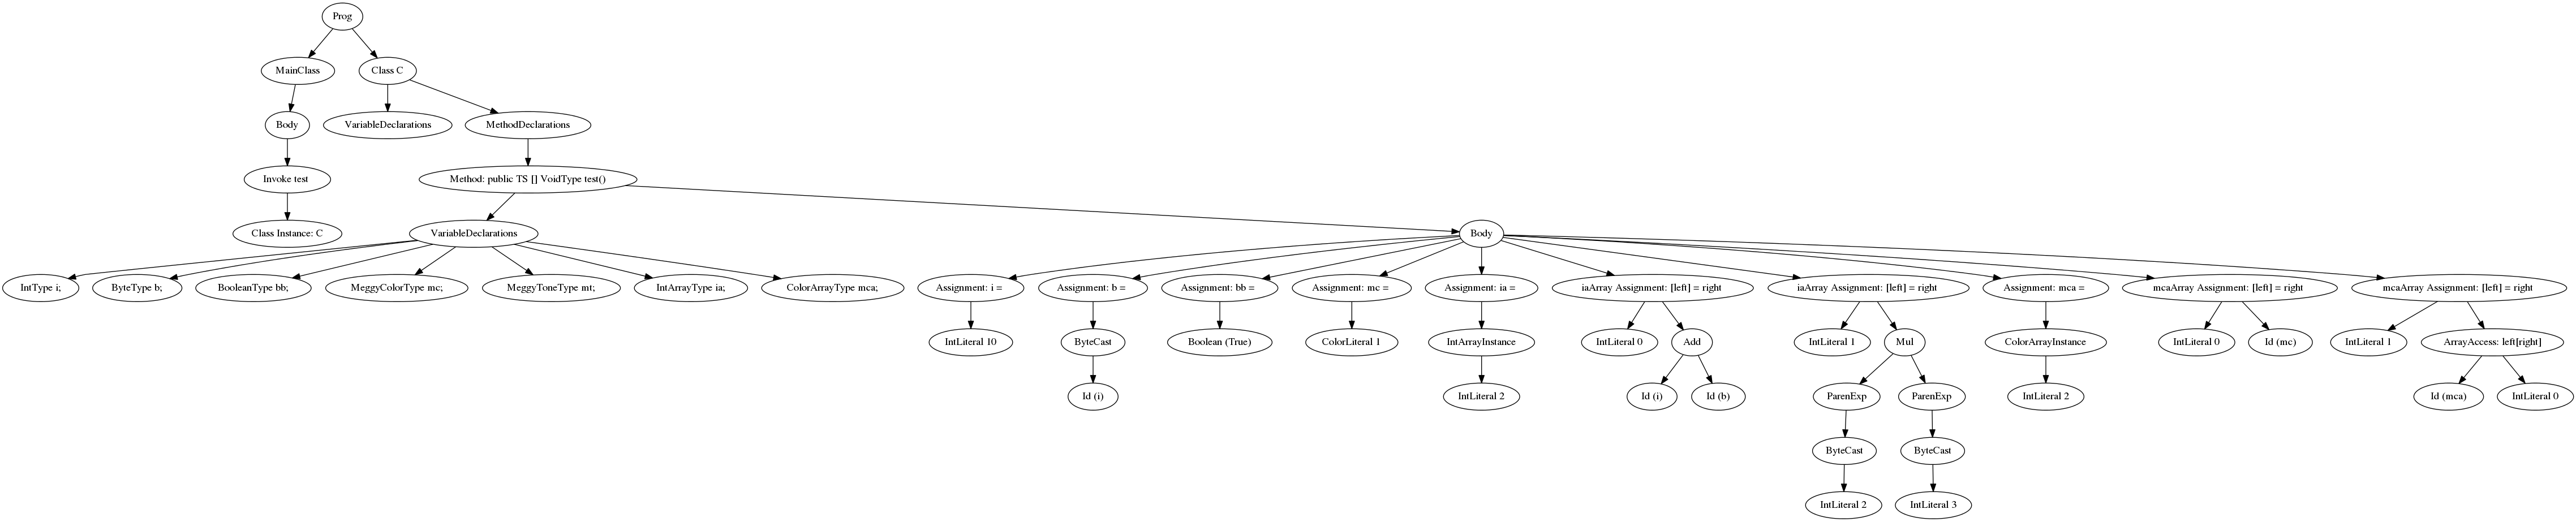 Prog
MainClass
Class C
Body
VariableDeclarations
MethodDeclarations
Invoke test
Method: public TS [] VoidType test()
Class Instance: C
VariableDeclarations
Body
IntType i;
ByteType b;
BooleanType bb;
MeggyColorType mc;
MeggyToneType mt;
IntArrayType ia;
ColorArrayType mca;
Assignment: i =
Assignment: b =
Assignment: bb =
Assignment: mc =
Assignment: ia =
iaArray Assignment: [left] = right
iaArray Assignment: [left] = right
Assignment: mca =
mcaArray Assignment: [left] = right
mcaArray Assignment: [left] = right
IntLiteral 10
ByteCast
Boolean (True)
ColorLiteral 1
IntArrayInstance
IntLiteral 0
Add
IntLiteral 1
Mul
ColorArrayInstance
IntLiteral 0
Id (mc)
IntLiteral 1
ArrayAccess: left[right]
Id (i)
IntLiteral 2
Id (i)
Id (b)
ParenExp
ParenExp
IntLiteral 2
Id (mca)
IntLiteral 0
ByteCast
ByteCast
IntLiteral 2
IntLiteral 3